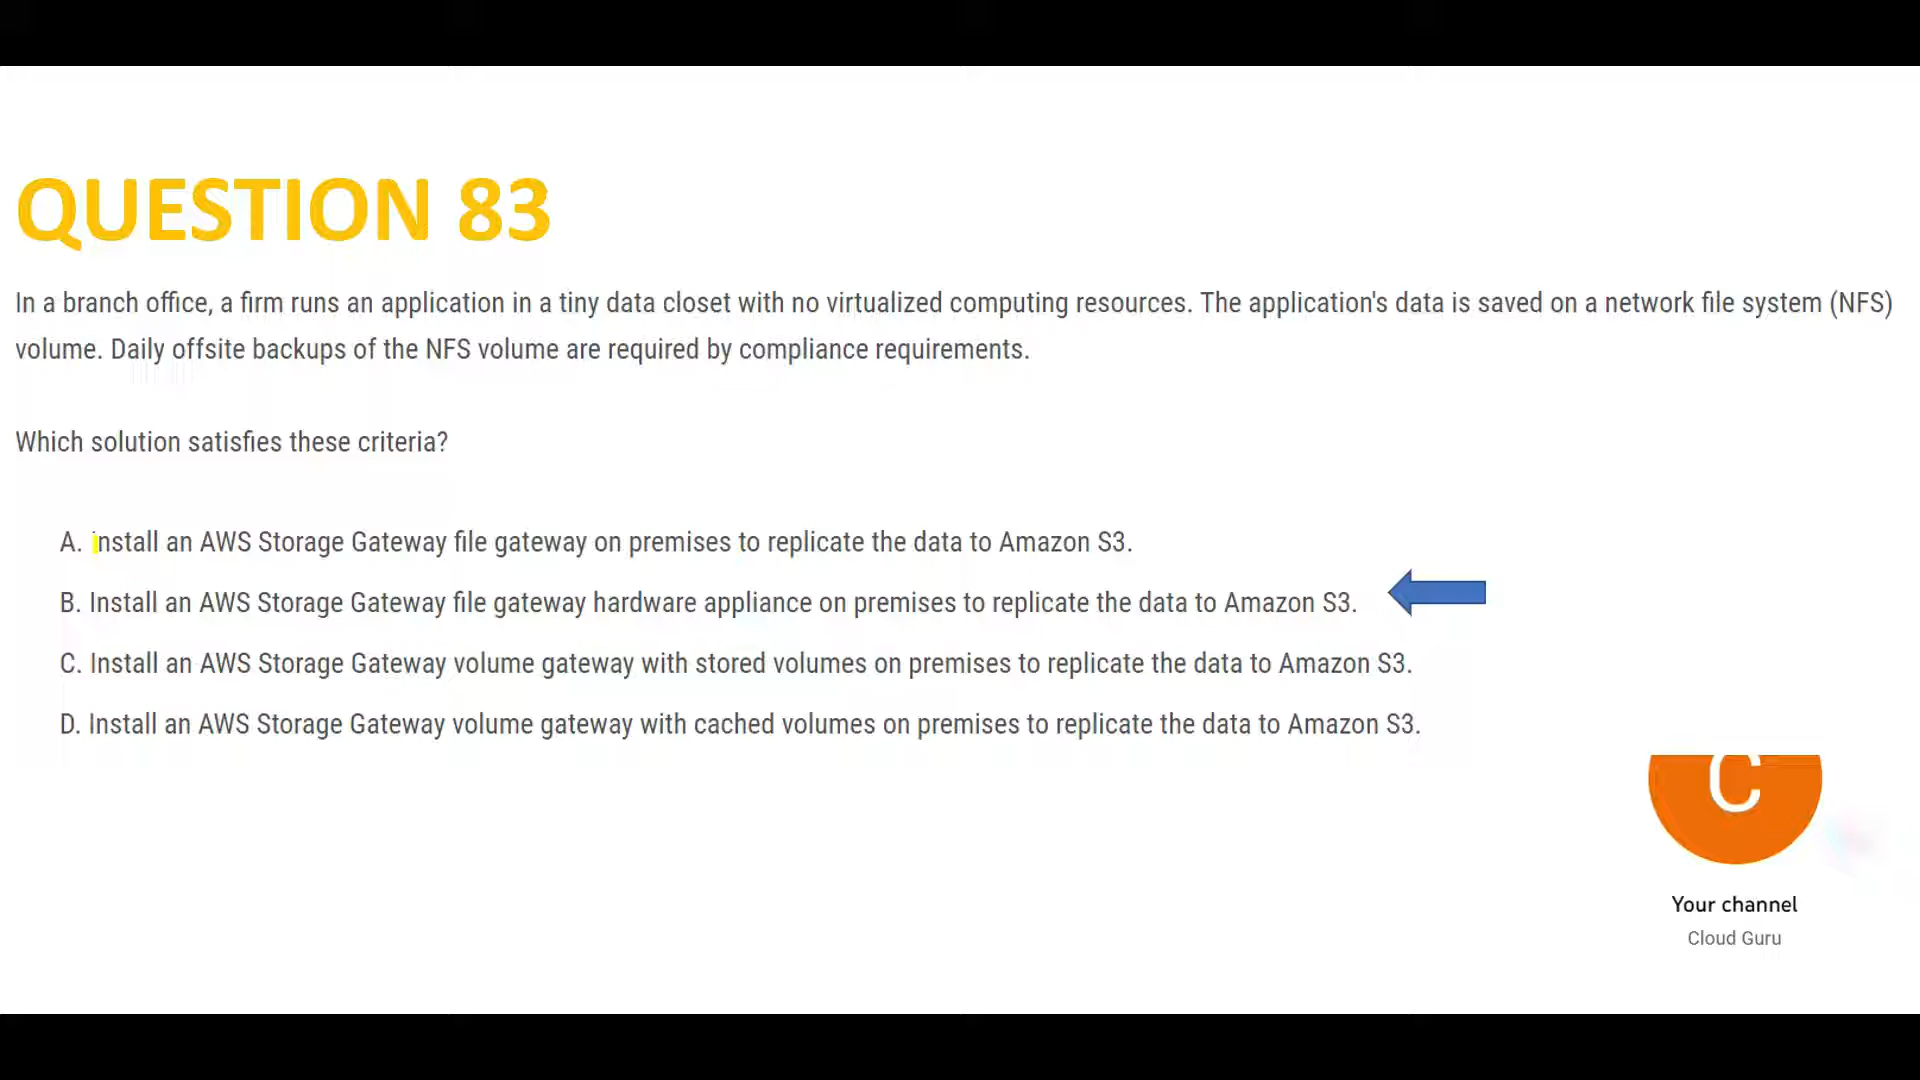 QUESTION 83
In a branch office, a firm runs an application in a tiny data closet with no virtualized computing resources. The application's data is saved on a network file system (NFS)
volume. Daily offsite backups of the NFS volume are required by compliance requirements.
Which solution satisfies these criteria?
A. Install an AWS Storage Gateway file gateway on premises to replicate the data to Amazon S3.
B. Install an AWS Storage Gateway file gateway hardware appliance on premises to replicate the data to Amazon S3.
C. Install an AWS Storage Gateway volume gateway with stored volumes on premises to replicate the data to Amazon S3.
D. Install an AWS Storage Gateway volume gateway with cached volumes on premises to replicate the data to Amazon S3.
C
Your channel
Cloud Guru